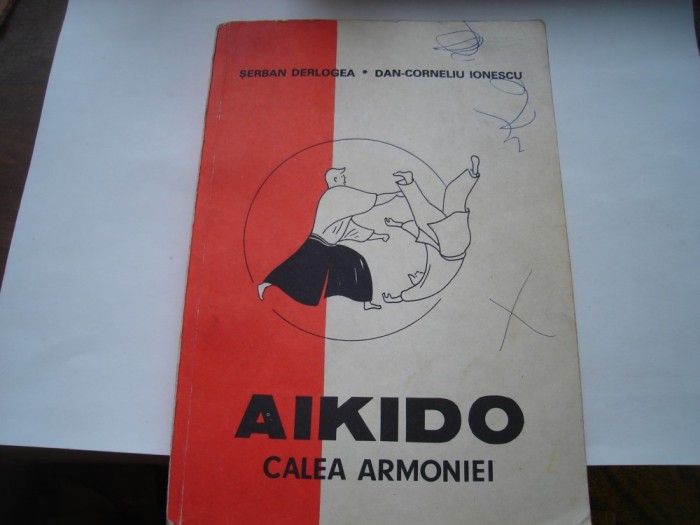 ŞERBAN DERLOGEA • DAN-CORNELIU IONESCU
AIKIDO
CALEA ARMONIEI